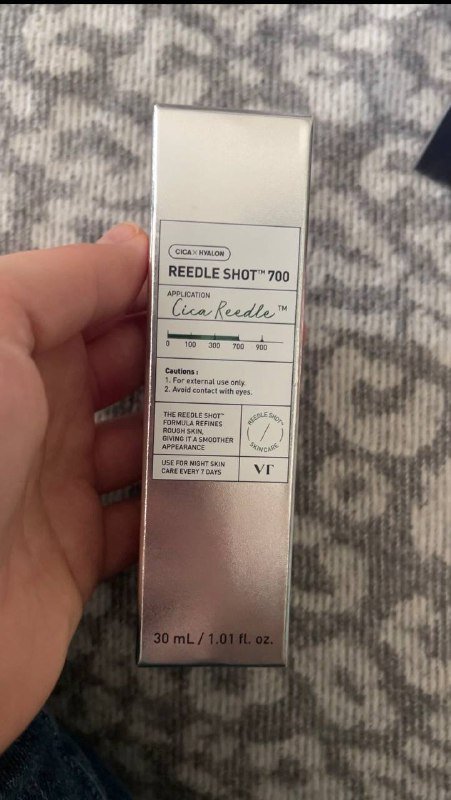 CICA × HYALON
REEDLE SHOT™ 700
APPLICATION
Cica Reedle™
0 100 300 700 900
Cautions :
1. For external use only.
2. Avoid contact with eyes.
THE REEDLE SHOT™
FORMULA REFINES
ROUGH SKIN,
GIVING IT A SMOOTHER
APPEARANCE
REEDLE SHOT™
SKINCARE
USE FOR NIGHT SKIN
CARE EVERY 7 DAYS
VT
30 mL / 1.01 fl. oz.